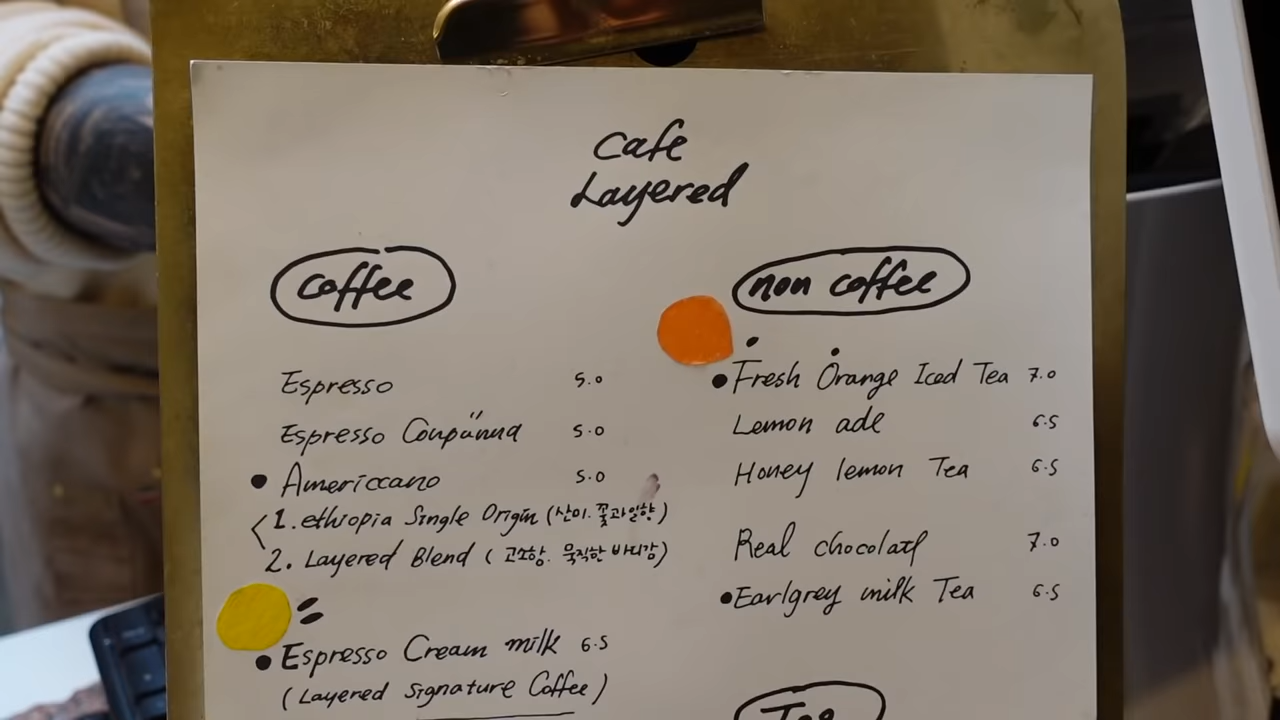 Cafe
Layered
coffee
Espresso 5.0
Espresso Coupanna 5.0
Americcano 5.0
1. ethiopia Single Origin (산미. 꽃과일향)
2. Layered Blend (고소함. 묵직한 바디감)
Espresso Cream milk 6.5
(Layered Signature Coffee)
non coffee
Fresh Orange Iced Tea 7.0
Lemon ade 6.5
Honey lemon Tea 6.5
Real chocolate 7.0
Earlgrey milk Tea 6.5
Tea